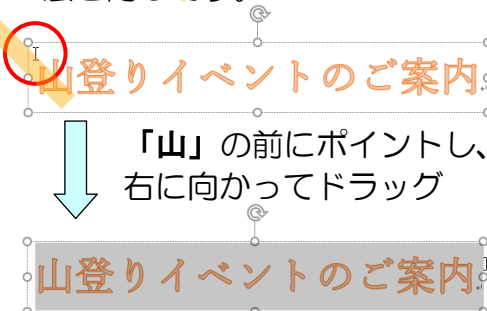 山登りイベントのご案内
「山」の前にポイントし、
右に向かってドラッグ
山登りイベントのご案内